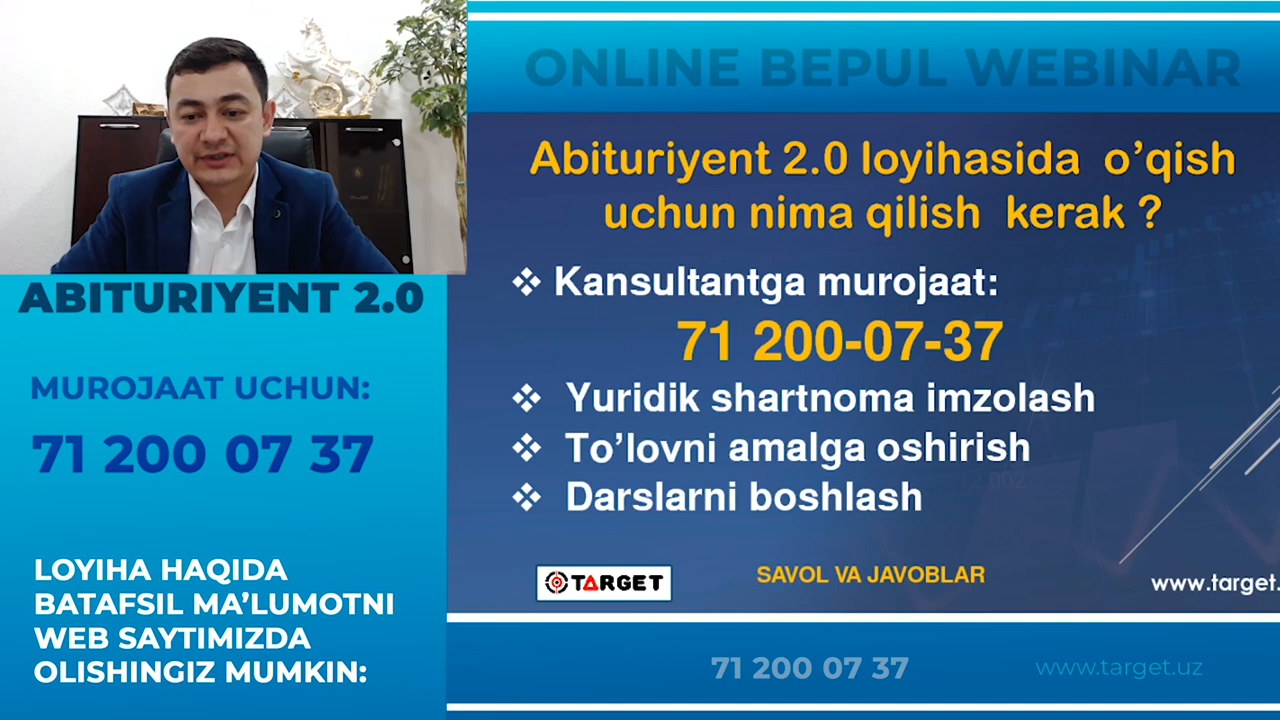 ONLINE BEPUL WEBINAR
Abituriyent 2.0 loyihasida o’qish
uchun nima qilish kerak ?
❖ Kansultantga murojaat:
71 200-07-37
❖ Yuridik shartnoma imzolash
❖ To’lovni amalga oshirish
❖ Darslarni boshlash
TARGET
SAVOL VA JAVOBLAR
www.target.
ABITURIYENT 2.0
MUROJAAT UCHUN:
71 200 07 37
LOYIHA HAQIDA
BATAFSIL MA’LUMOTNI
WEB SAYTIMIZDA
OLISHINGIZ MUMKIN:
71 200 07 37
www.target.uz